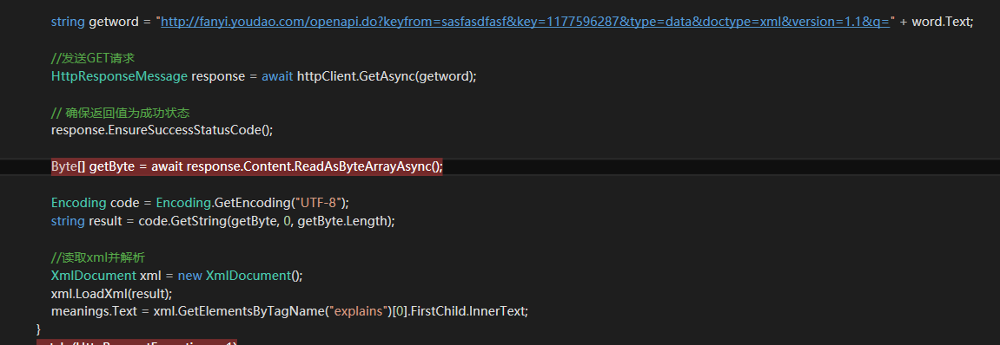 string getword = "http://fanyi.youdao.com/openapi.do?keyfrom=sasfasdfasf&key=1177596287&type=data&doctype=xml&version=1.1&q=" + word.Text;
//发送GET请求
HttpResponseMessage response = await httpClient.GetAsync(getword);
// 确保返回值为成功状态
response.EnsureSuccessStatusCode();
Byte[] getByte = await response.Content.ReadAsByteArrayAsync();
Encoding code = Encoding.GetEncoding("UTF-8");
string result = code.GetString(getByte, 0, getByte.Length);
//读取xml并解析
XmlDocument xml = new XmlDocument();
xml.LoadXml(result);
meanings.Text = xml.GetElementsByTagName("explains")[0].FirstChild.InnerText;
}